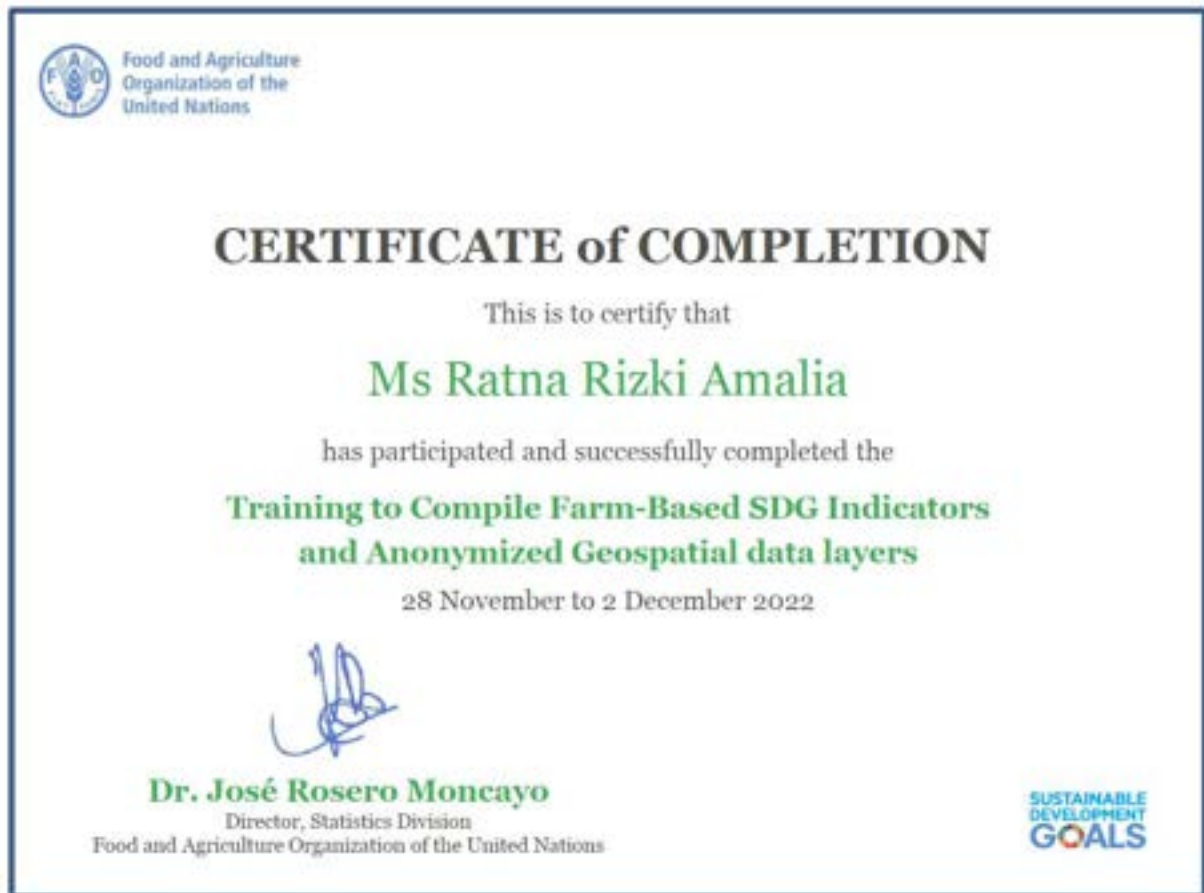 Food and Agriculture
Organization of the
United Nations
CERTIFICATE of COMPLETION
This is to certify that
Ms Ratna Rizki Amalia
has participated and successfully completed the
Training to Compile Farm-Based SDG Indicators
and Anonymized Geospatial data layers
28 November to 2 December 2022
Dr. José Rosero Moncayo
Director, Statistics Division
Food and Agriculture Organization of the United Nations
SUSTAINABLE
DEVELOPMENT
GOALS